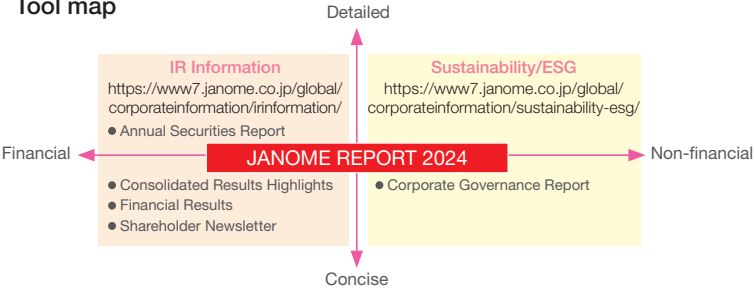 Tool map
Detailed
IR Information
https://www7.janome.co.jp/global/
corporateinformation/irinformation/
● Annual Securities Report
Sustainability/ESG
https://www7.janome.co.jp/global/
corporateinformation/sustainability-esg/
Financial
JANOME REPORT 2024
Non-financial
● Consolidated Results Highlights
● Financial Results
● Shareholder Newsletter
● Corporate Governance Report
Concise